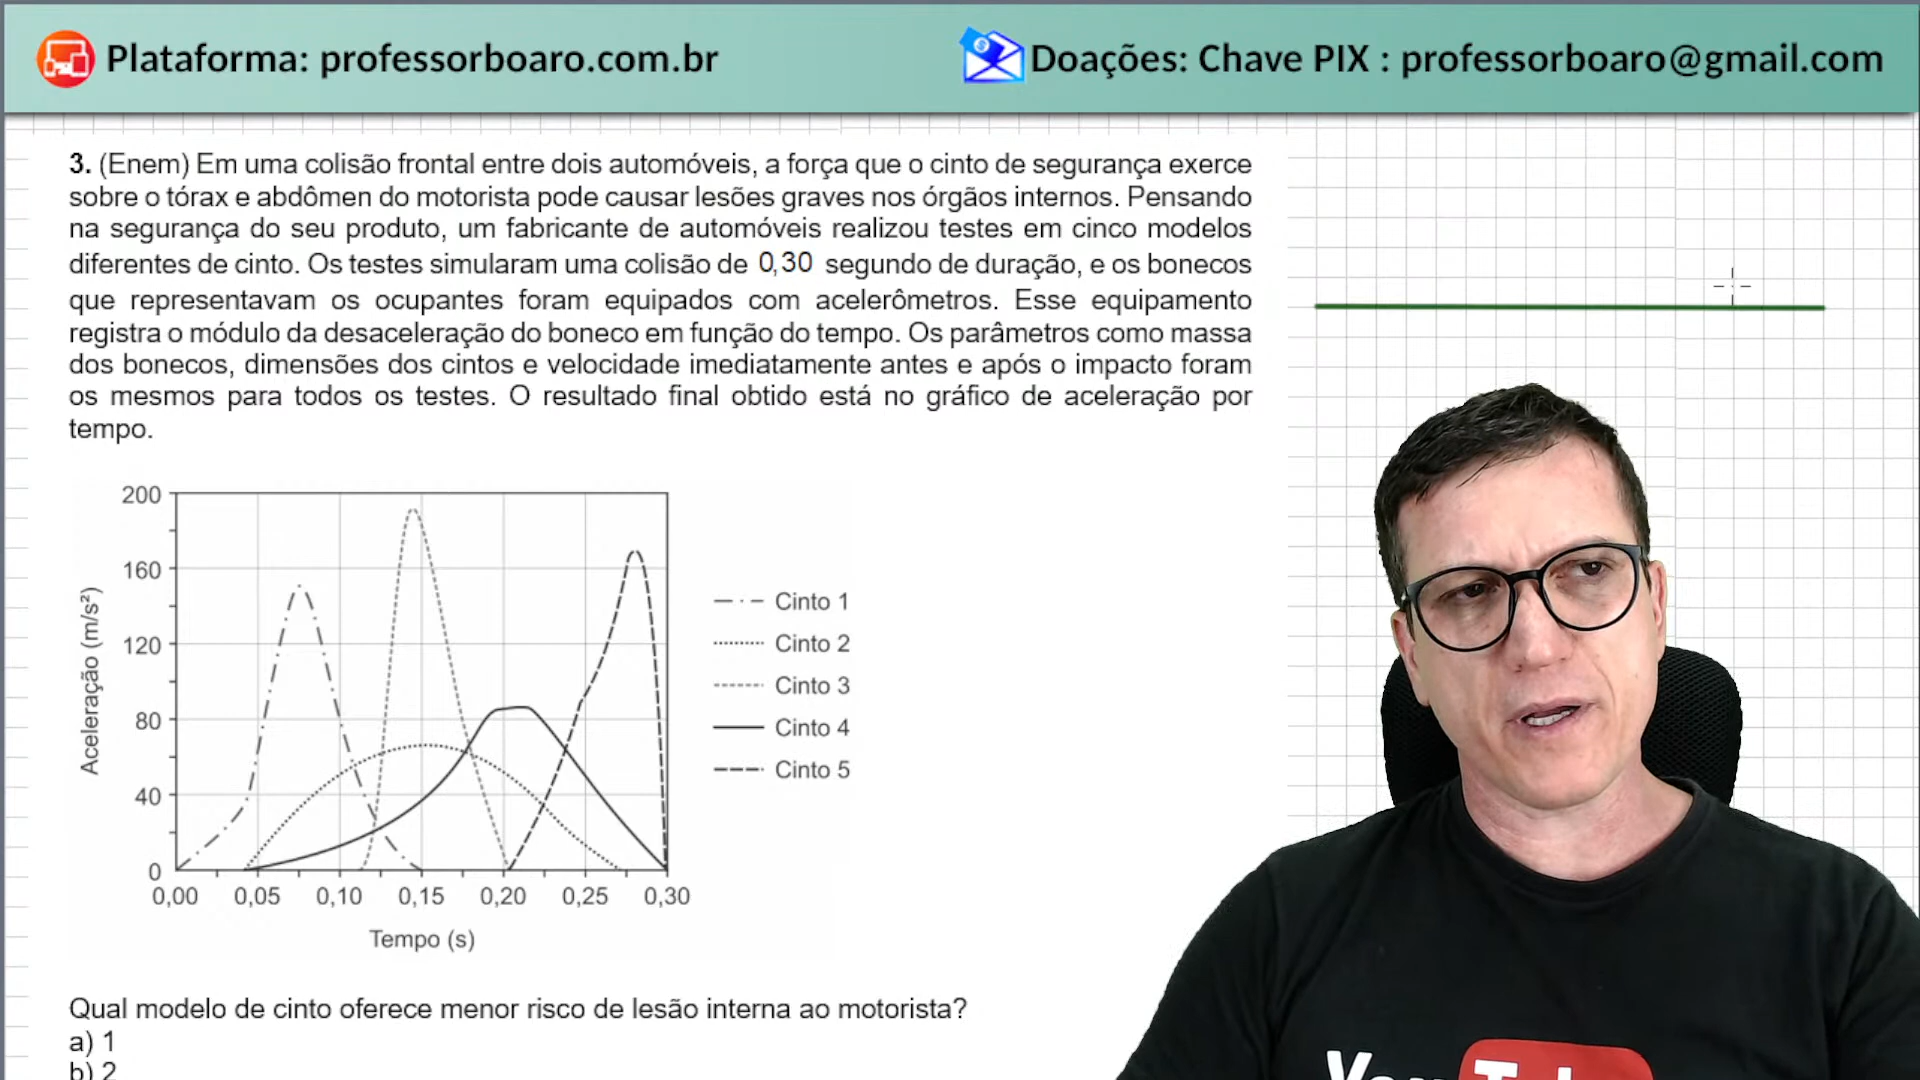 Plataforma: professorboaro.com.br
Doações: Chave PIX : professorboaro@gmail.com
3. (Enem) Em uma colisão frontal entre dois automóveis, a força que o cinto de segurança exerce
sobre o tórax e abdômen do motorista pode causar lesões graves nos órgãos internos. Pensando
na segurança do seu produto, um fabricante de automóveis realizou testes em cinco modelos
diferentes de cinto. Os testes simularam uma colisão de 0,30 segundo de duração, e os bonecos
que representavam os ocupantes foram equipados com acelerômetros. Esse equipamento
registra o módulo da desaceleração do boneco em função do tempo. Os parâmetros como massa
dos bonecos, dimensões dos cintos e velocidade imediatamente antes e após o impacto foram
os mesmos para todos os testes. O resultado final obtido está no gráfico de aceleração por
tempo.
Aceleração (m/s²)
200
160
120
80
40
0
0,00 0,05 0,10 0,15 0,20 0,25 0,30
Tempo (s)
Cinto 1
Cinto 2
Cinto 3
Cinto 4
Cinto 5
Qual modelo de cinto oferece menor risco de lesão interna ao motorista?
a) 1
b) 2